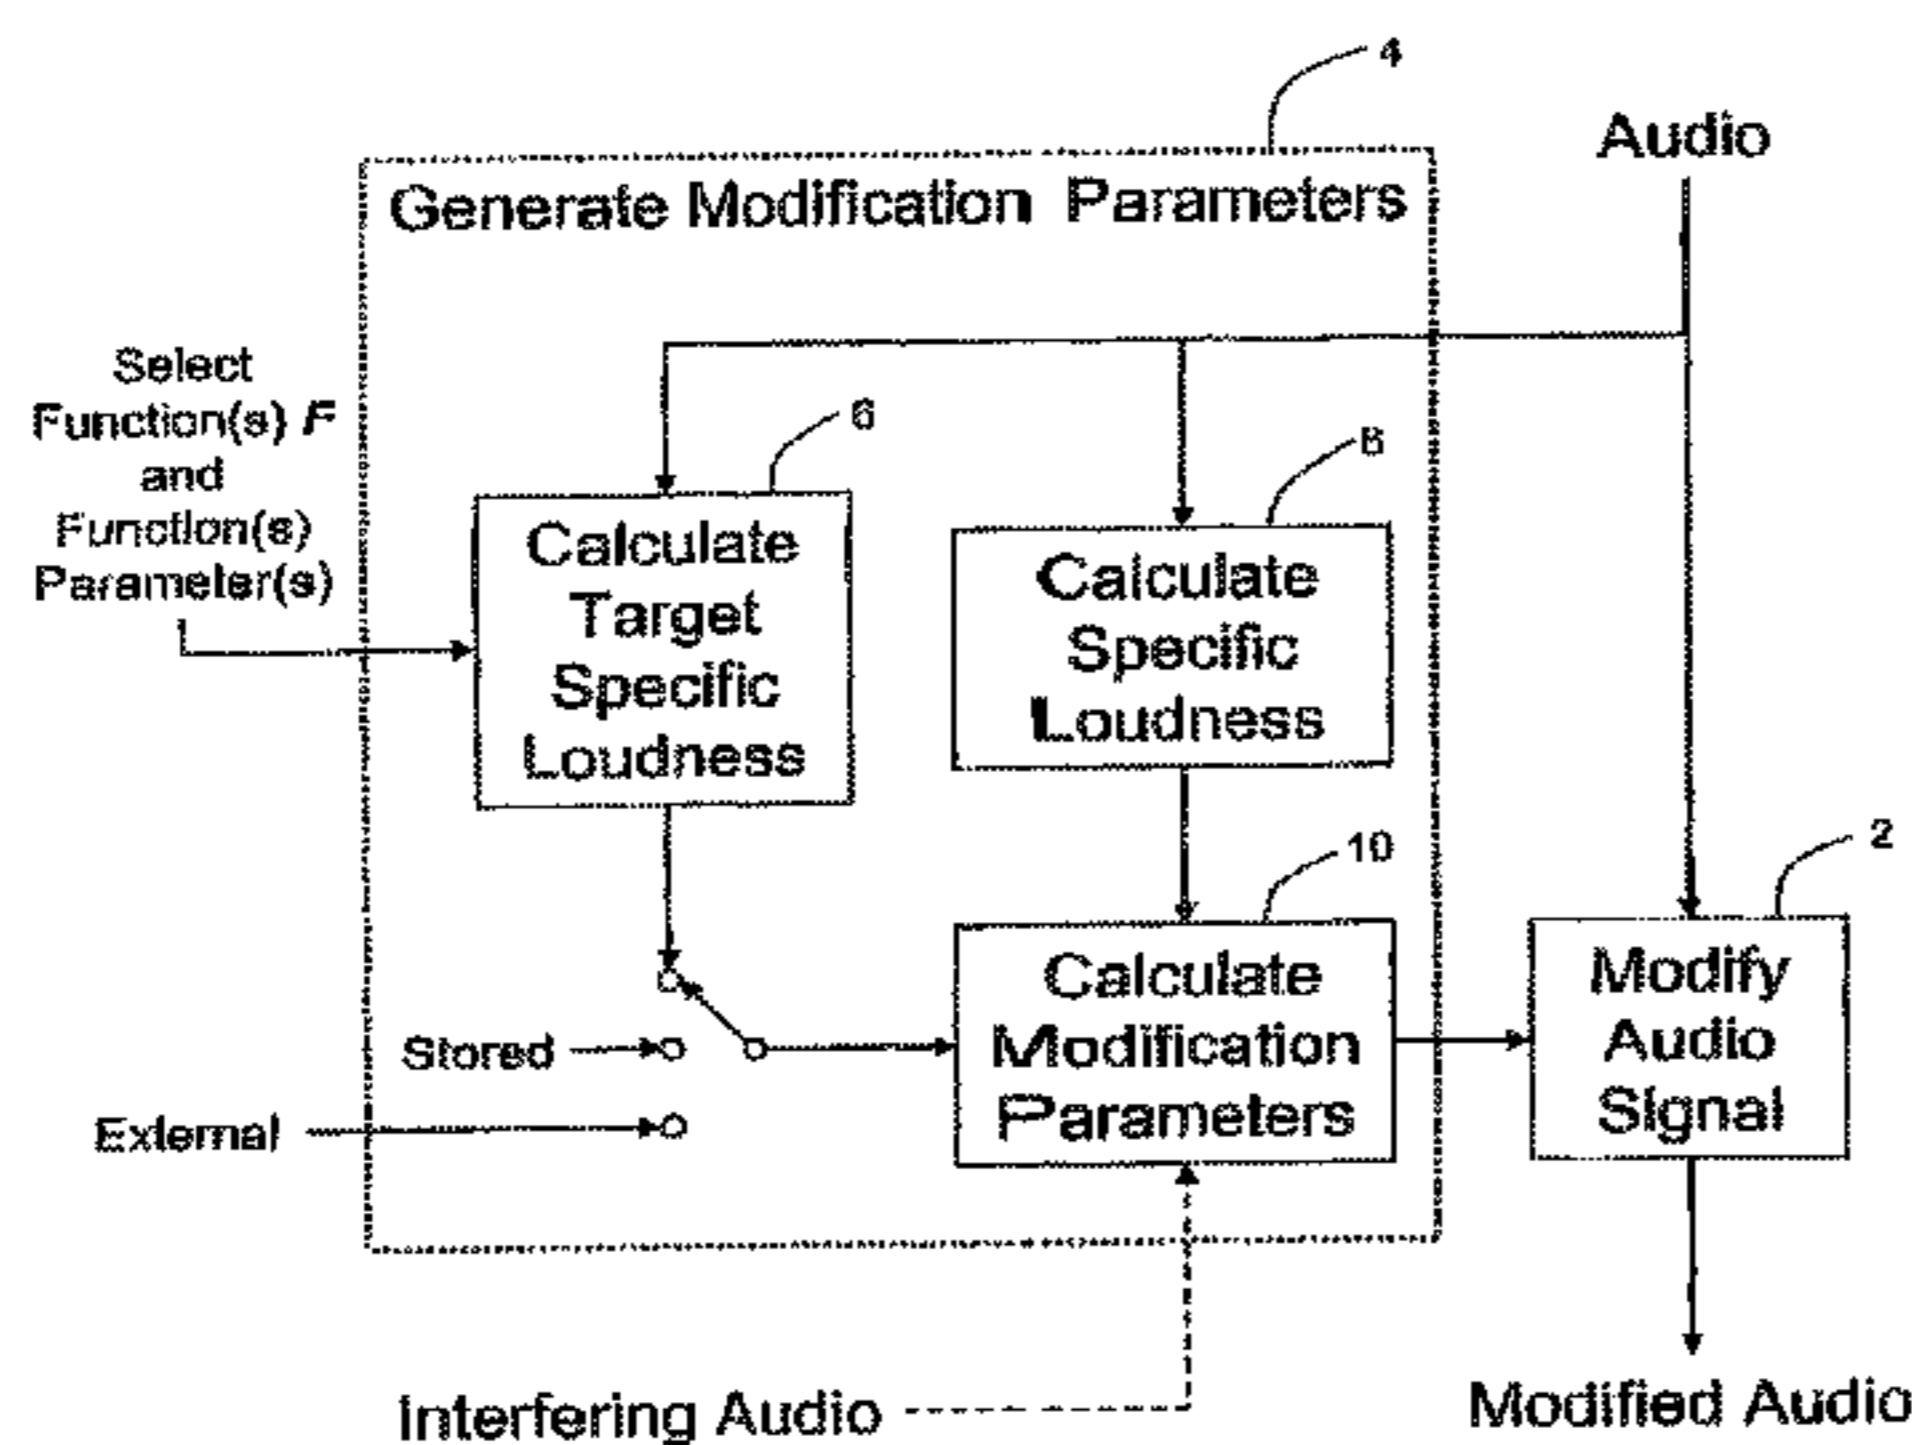 4
Audio
Generate Modification Parameters
Select
Function(s) F
and
Function(s)
Parameter(s)
6
Calculate
Target
Specific
Loudness
8
Calculate
Specific
Loudness
10
Calculate
Modification
Parameters
2
Modify
Audio
Signal
Stored
External
Interfering Audio
Modified Audio